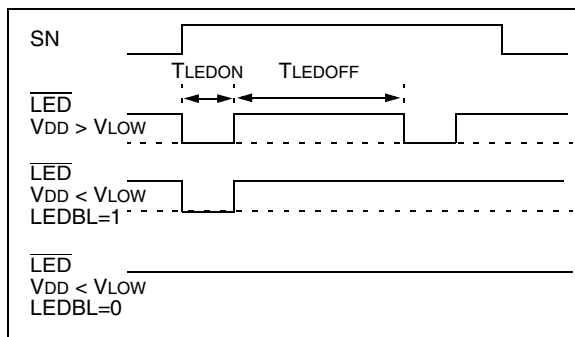 SN
TLEDON
TLEDOFF
LED
VDD > VLOW
LED
VDD < VLOW
LEDBL=1
LED
VDD < VLOW
LEDBL=0